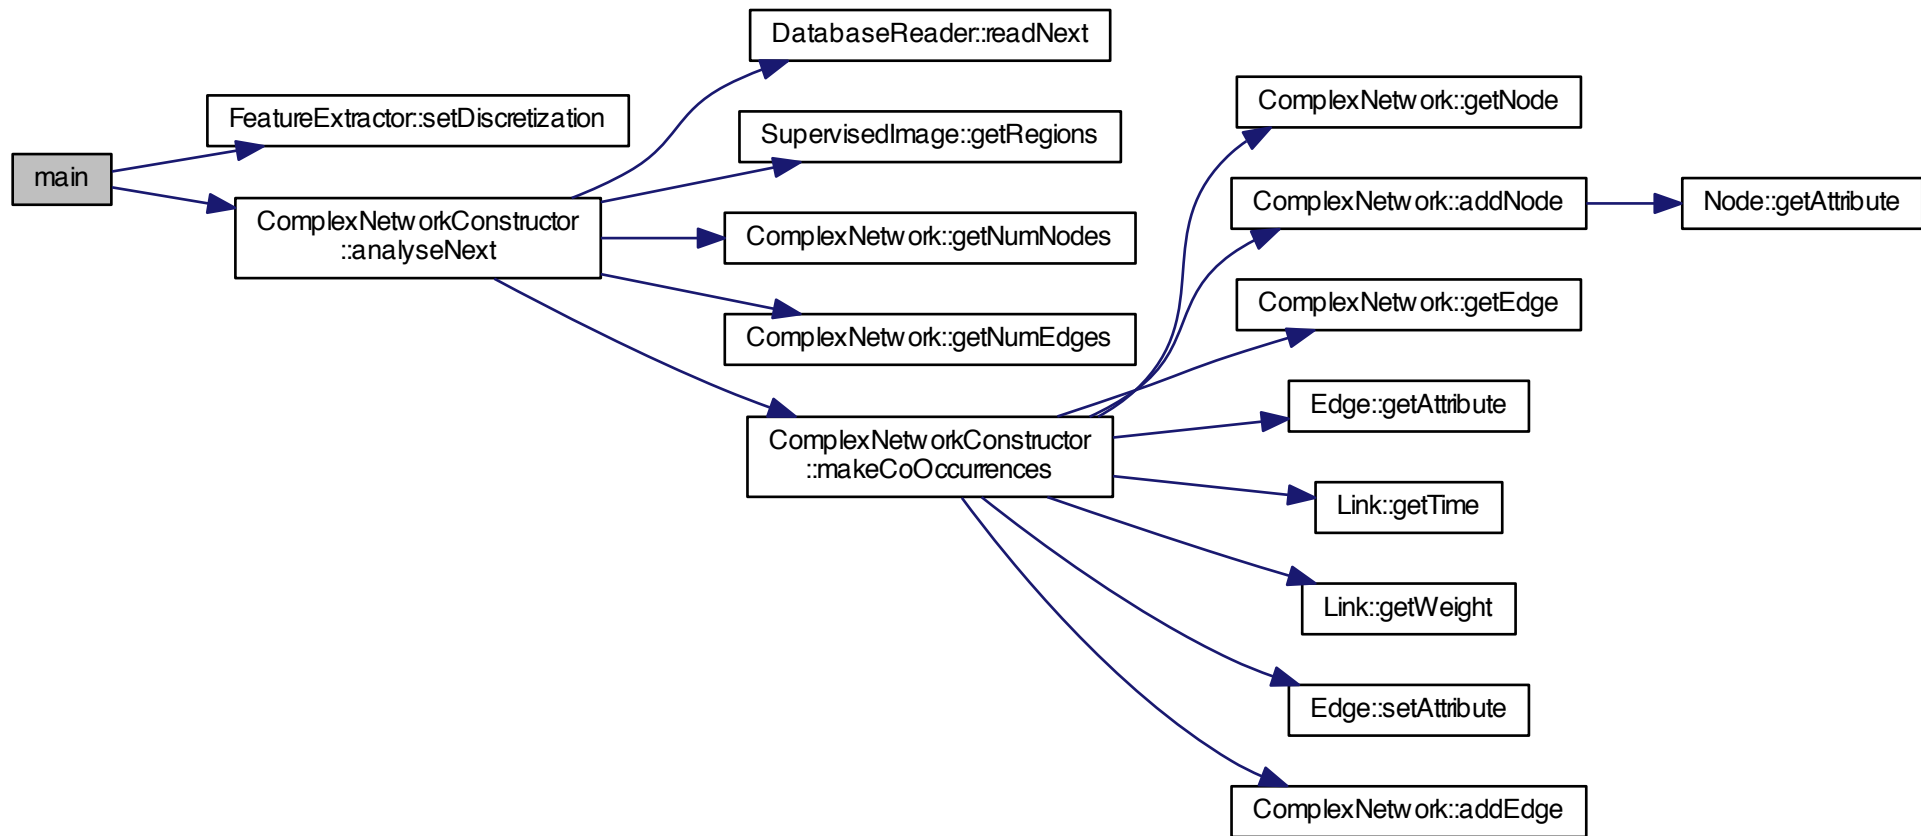 main
FeatureExtractor::setDiscretization
ComplexNetworkConstructor
::analyseNext
DatabaseReader::readNext
SupervisedImage::getRegions
ComplexNetwork::getNumNodes
ComplexNetwork::getNumEdges
ComplexNetworkConstructor
::makeCoOccurrences
ComplexNetwork::getNode
ComplexNetwork::addNode
Node::getAttribute
ComplexNetwork::getEdge
Edge::getAttribute
Link::getTime
Link::getWeight
Edge::setAttribute
ComplexNetwork::addEdge